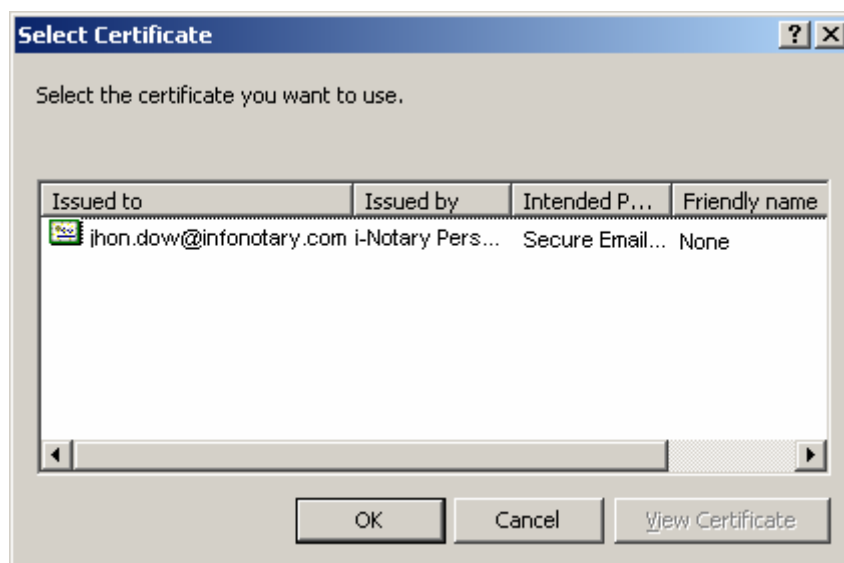 Select Certificate
Select the certificate you want to use.
Issued to Issued by Intended P... Friendly name
jhon.dow@infonotary.com i-Notary Pers... Secure Email... None
OK Cancel View Certificate